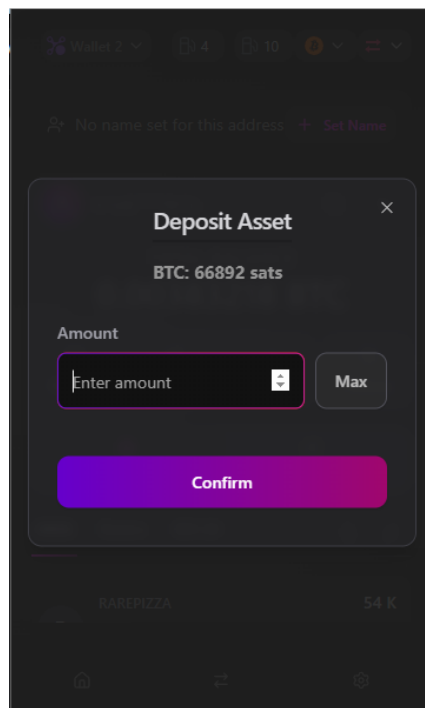 Wallet 2 4 10
No name set for this address + Set Name
Deposit Asset
BTC: 66892 sats
Amount
Enter amount Max
Confirm
RAREPIZZA 54 K